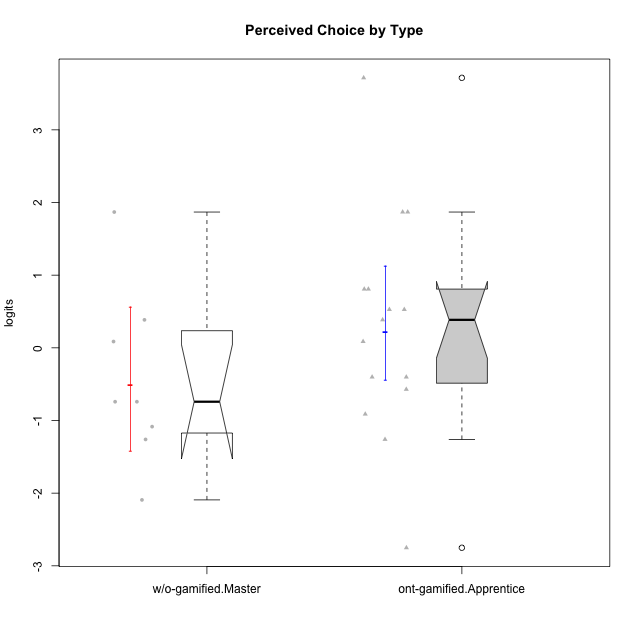 Perceived Choice by Type
logits
3
2
1
0
-1
-2
-3
w/o-gamified.Master
ont-gamified.Apprentice